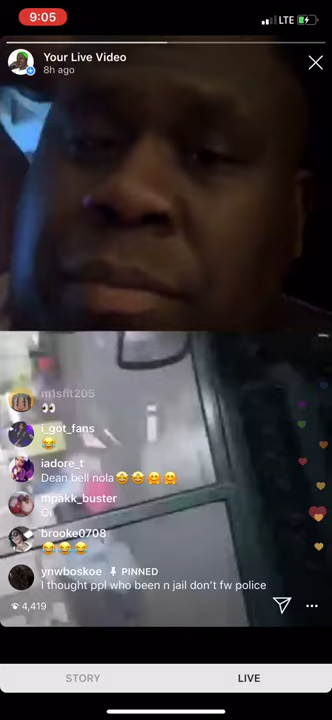 9:05
LTE
Your Live Video
8h ago
m1sfit205
👀
i_got_fans
😂
iadore_t
Dean bell nola🤩🤩🤗🤗
mpakk_buster
brooke0708
😂😂😂
ynwboskoe PINNED
I thought ppl who been n jail don't fw police
4,419
STORY
LIVE